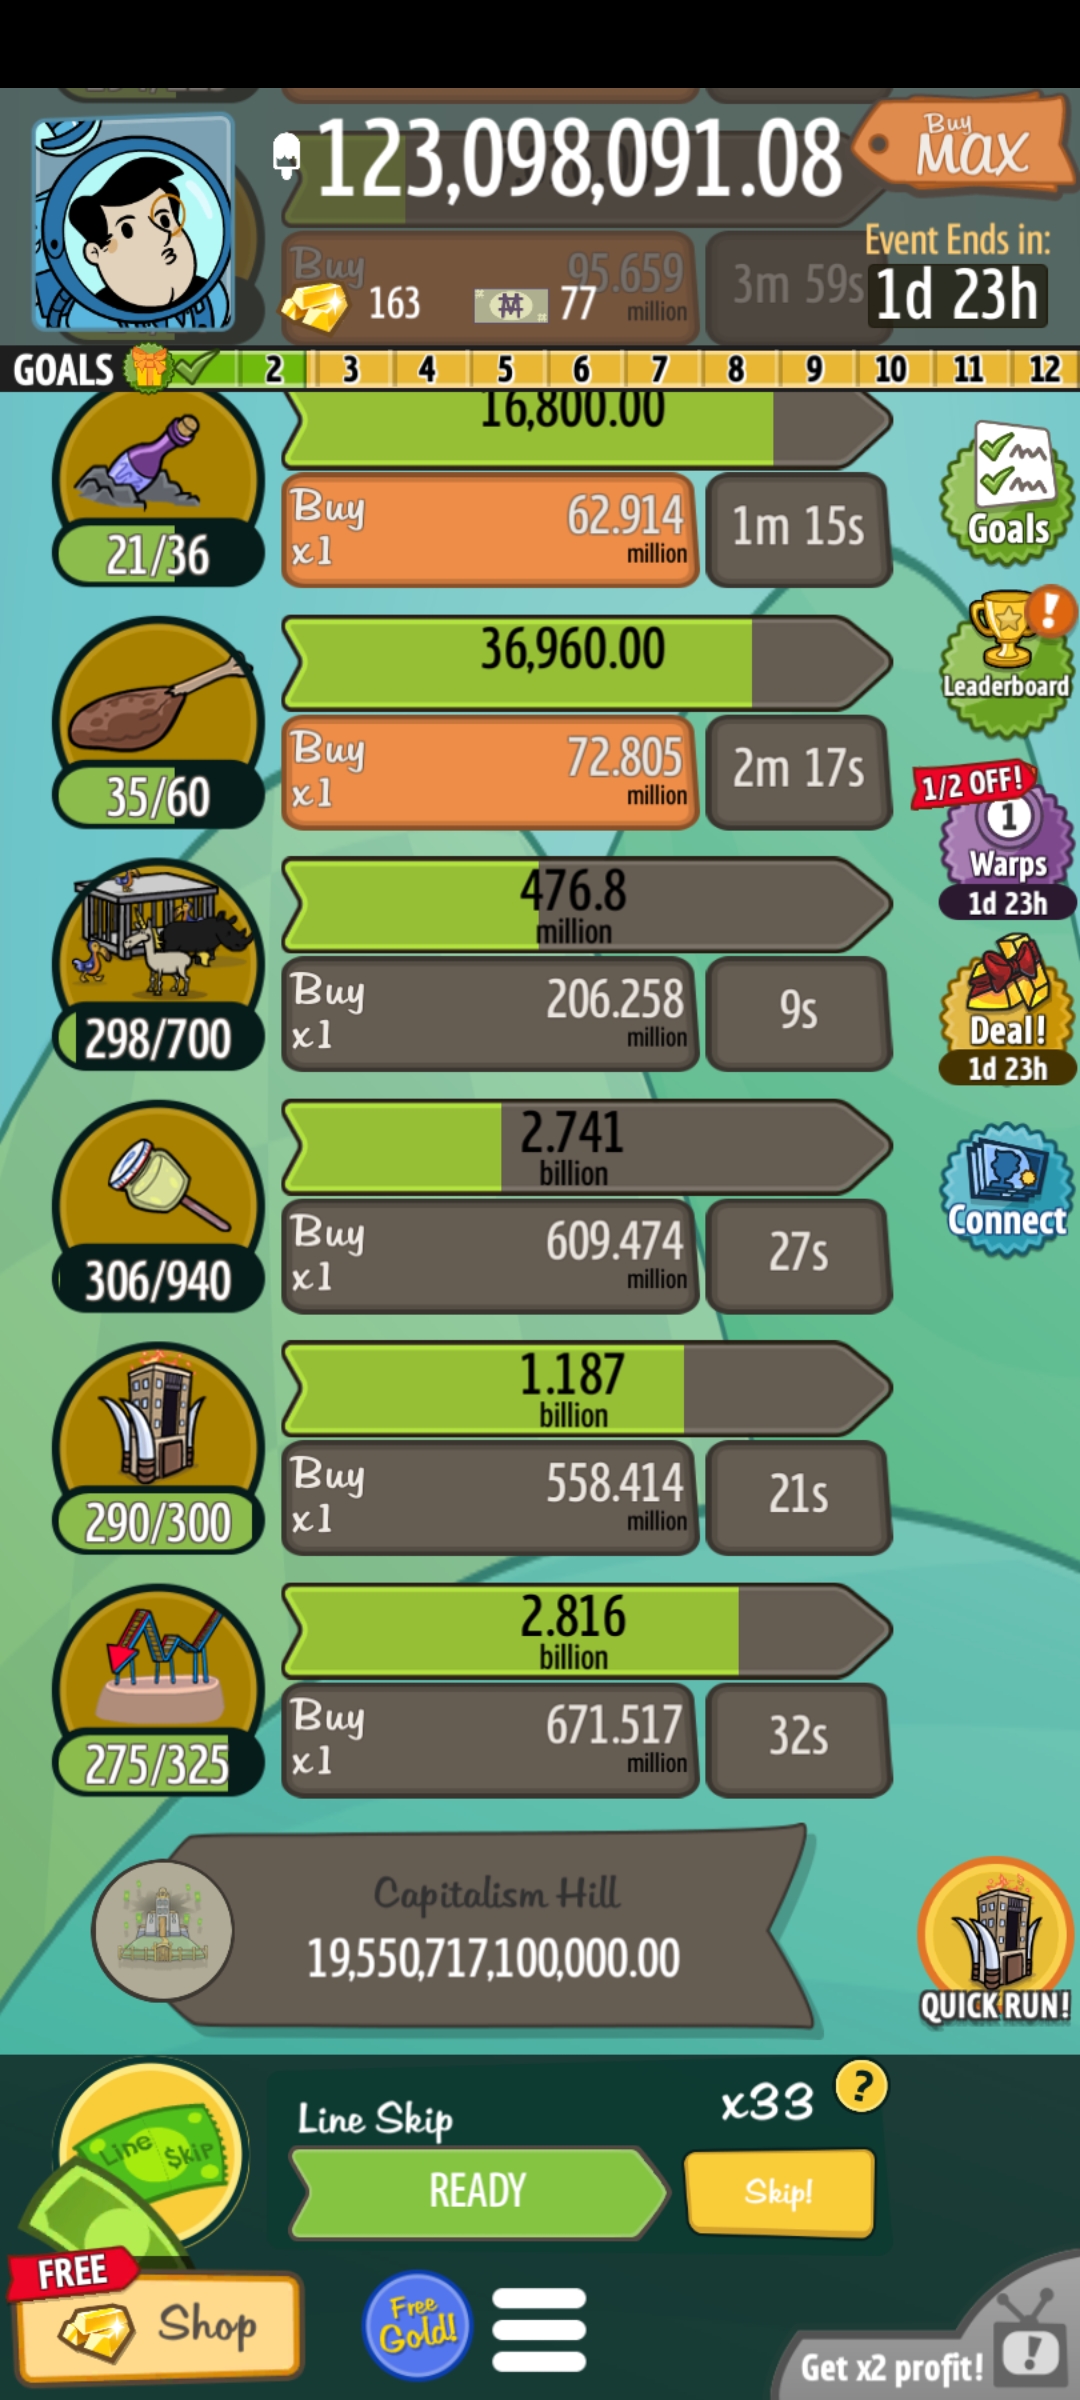 Buy
MAX
123,098,091.08
Event Ends in:
1d 23h
Buy
95.659
million
3m 59s
163
77
GOALS
2
3
4
5
6
7
8
9
10
11
12
16,800.00
Buy
x1
62.914
million
1m 15s
21/36
Goals
36,960.00
Buy
x1
72.805
million
2m 17s
35/60
Leaderboard
1/2 OFF!
1
Warps
1d 23h
476.8
million
Buy
x1
206.258
million
9s
298/700
Deal!
1d 23h
2.741
billion
Buy
x1
609.474
million
27s
306/940
Connect
1.187
billion
Buy
x1
558.414
million
21s
290/300
2.816
billion
Buy
x1
671.517
million
32s
275/325
Capitalism Hill
19,550,717,100,000.00
QUICK RUN!
Line $kip
Line Skip
x33
?
READY
Skip!
FREE
Shop
Free
Gold!
Get x2 profit!